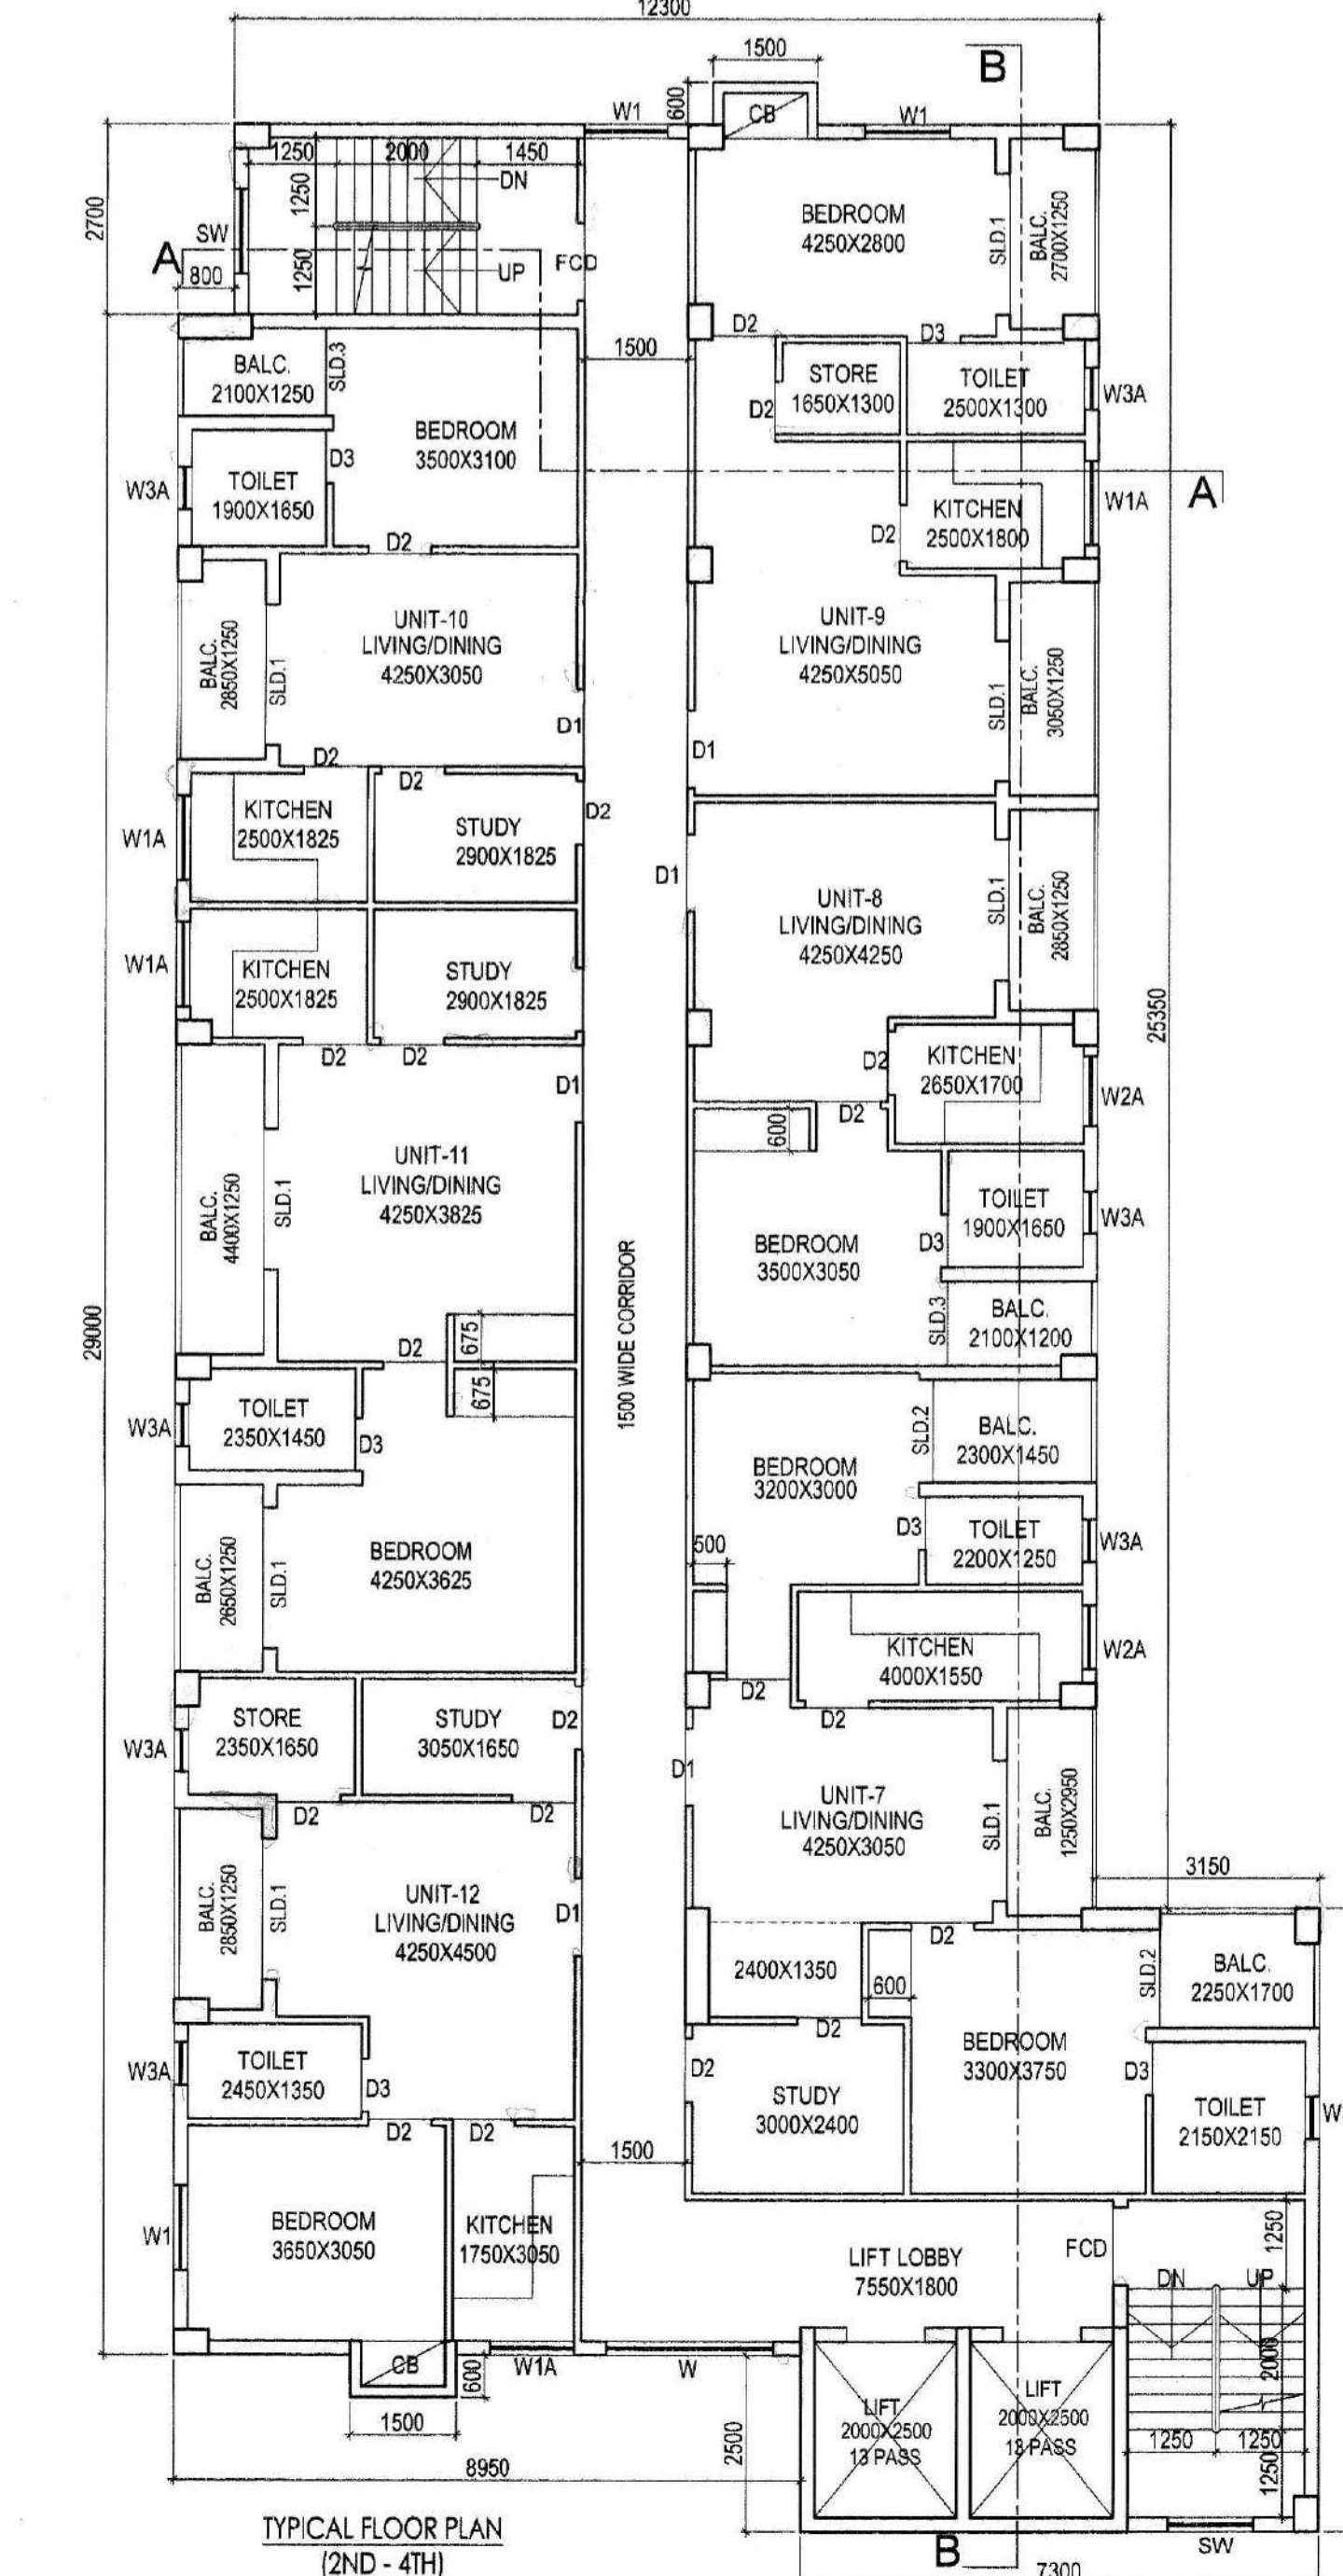 12300
1500
B
W1
600
CB
W1
1250
2000
1450
DN
1250
2700
SW
BEDROOM
4250X2800
SLD.1
BALC.
2700X1250
A
800
1250
UP
FCD
D2
D3
1500
BALC.
2100X1250
SLD.3
STORE
1650X1300
TOILET
2500X1300
W3A
D2
BEDROOM
3500X3100
D3
TOILET
1900X1650
W3A
A
W1A
KITCHEN
2500X1800
D2
D2
UNIT-10
LIVING/DINING
4250X3050
BALC.
2850X1250
SLD.1
UNIT-9
LIVING/DINING
4250X5050
SLD.1
BALC.
3050X1250
D1
D1
D2
D2
KITCHEN
2500X1825
W1A
STUDY
2900X1825
D2
D1
UNIT-8
LIVING/DINING
4250X4250
SLD.1
BALC.
2850X1250
W1A
KITCHEN
2500X1825
STUDY
2900X1825
25350
D2
D2
D1
D2
KITCHEN
2650X1700
W2A
D2
600
UNIT-11
LIVING/DINING
4250X3825
BALC.
4400X1250
SLD.1
TOILET
1900X1650
W3A
D3
BEDROOM
3500X3050
29000
1500 WIDE CORRIDOR
SLD.3
BALC.
2100X1200
675
D2
675
TOILET
2350X1450
W3A
D3
SLD.2
BALC.
2300X1450
BEDROOM
3200X3000
D3
TOILET
2200X1250
W3A
500
BEDROOM
4250X3625
BALC.
2650X1250
SLD.1
KITCHEN
4000X1550
W2A
D2
D2
STORE
2350X1650
STUDY
3050X1650
D2
W3A
D1
UNIT-7
LIVING/DINING
4250X3050
SLD.1
BALC.
1250X2950
D2
D2
3150
UNIT-12
LIVING/DINING
4250X4500
BALC.
2850X1250
SLD.1
D1
D2
2400X1350
600
SLD.2
BALC.
2250X1700
D2
BEDROOM
3300X3750
TOILET
2450X1350
W3A
D3
D2
STUDY
3000X2400
D3
TOILET
2150X2150
W
D2
D2
1500
BEDROOM
3650X3050
W1
KITCHEN
1750X3050
LIFT LOBBY
7550X1800
FCD
1250
DN
UP
2000
CB
W1A
W
600
1500
LIFT
2000X2500
13 PASS
LIFT
2000X2500
13 PASS
1250
1250
1250
2500
8950
TYPICAL FLOOR PLAN
(2ND - 4TH)
B
SW
7300